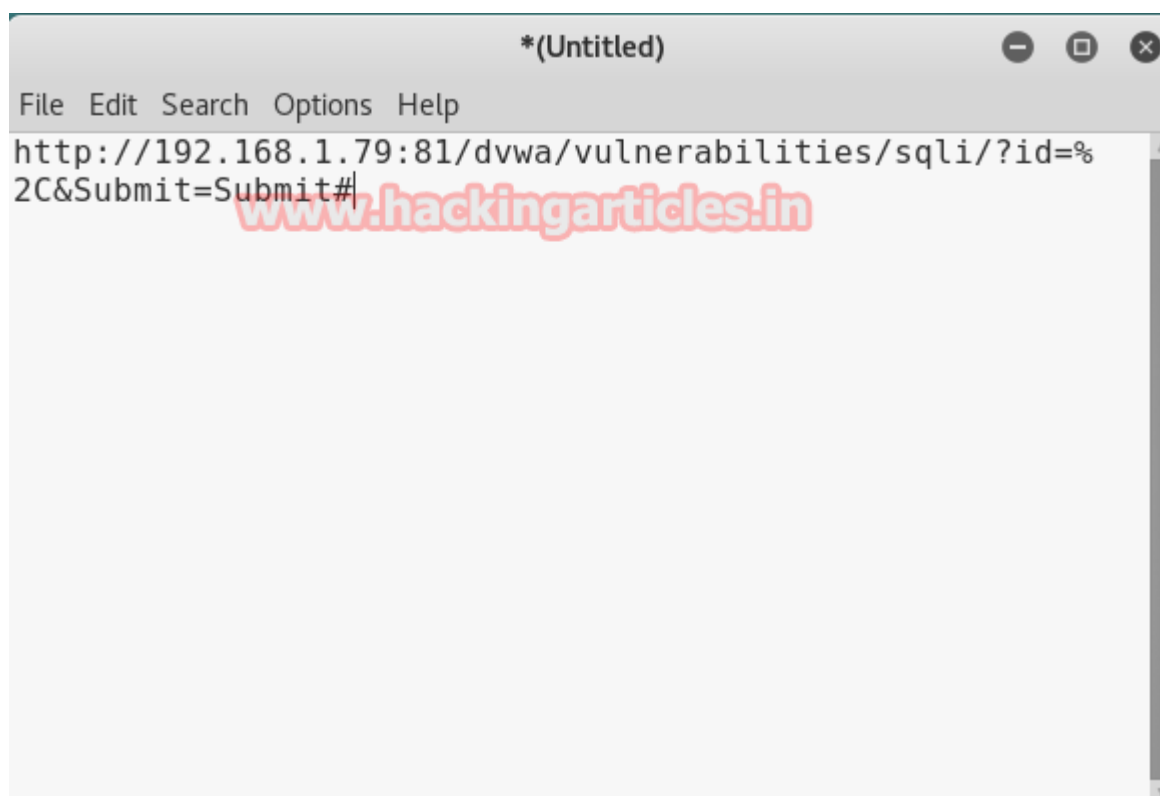 *(Untitled)
File Edit Search Options Help
http://192.168.1.79:81/dvwa/vulnerabilities/sqli/?id=%
2C&Submit=Submit#
www.hackingarticles.in